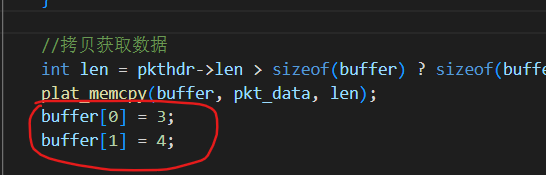 }
//拷贝获取数据
int len = pkthdr->len > sizeof(buffer) ? sizeof(buffe
plat_memcpy(buffer, pkt_data, len);
buffer[0] = 3;
buffer[1] = 4;